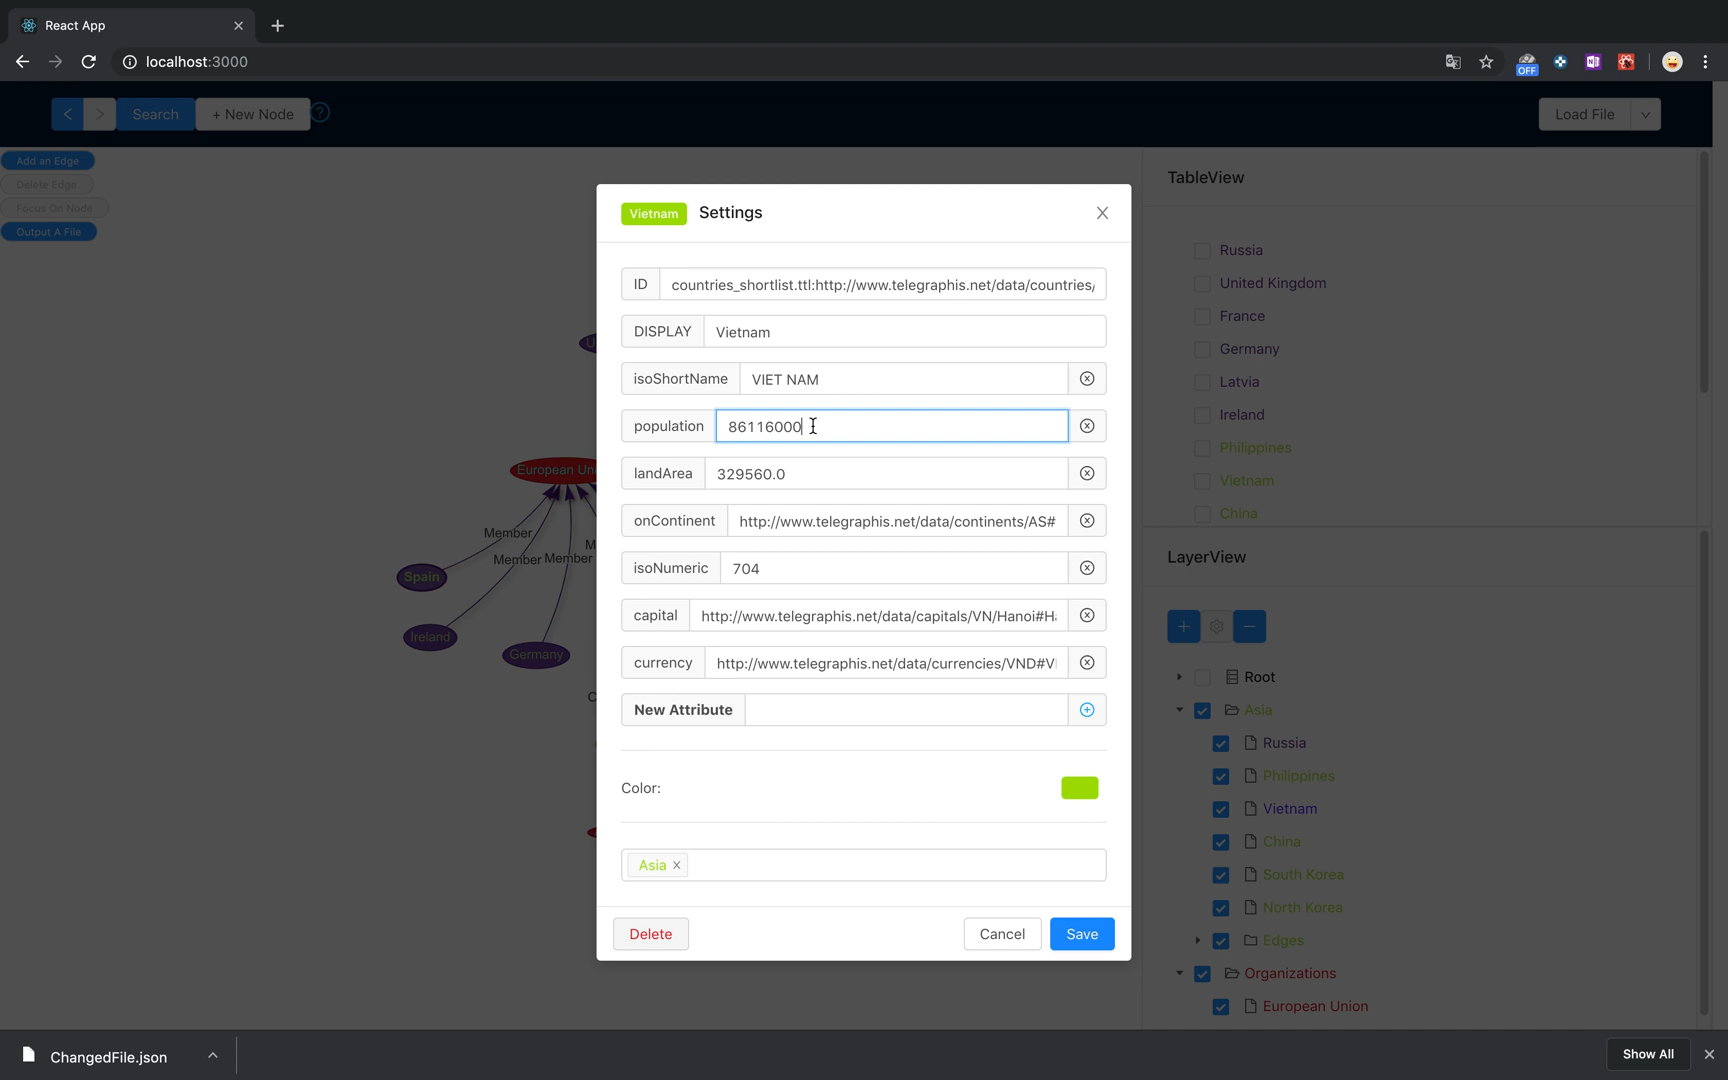 React App
localhost:3000
OFF
Search
+ New Node
Load File
Add an Edge
Delete Edge
Focus On Node
Output A File
European Un
Member
Member
Member
M
Spain
Ireland
Germany
Vietnam Settings
ID countries_shortlist.ttl:http://www.telegraphis.net/data/countries/
DISPLAY Vietnam
isoShortName VIET NAM
population 86116000
landArea 329560.0
onContinent http://www.telegraphis.net/data/continents/AS#
isoNumeric 704
capital http://www.telegraphis.net/data/capitals/VN/Hanoi#H
currency http://www.telegraphis.net/data/currencies/VND#V
New Attribute
Color:
Asia
Delete
Cancel
Save
TableView
Russia
United Kingdom
France
Germany
Latvia
Ireland
Philippines
Vietnam
China
LayerView
Root
Asia
Russia
Philippines
Vietnam
China
South Korea
North Korea
Edges
Organizations
European Union
ChangedFile.json
Show All